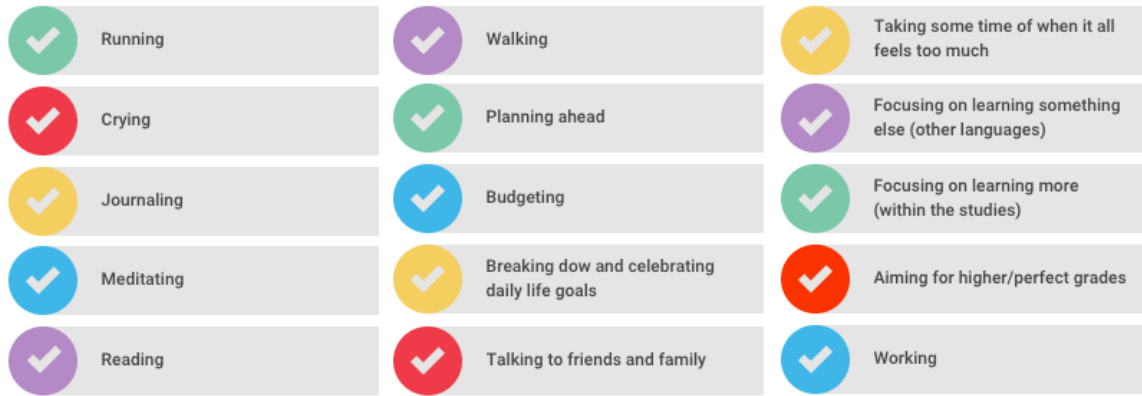 Running
Crying
Journaling
Meditating
Reading
Walking
Planning ahead
Budgeting
Breaking dow and celebrating
daily life goals
Talking to friends and family
Taking some time of when it all
feels too much
Focusing on learning something
else (other languages)
Focusing on learning more
(within the studies)
Aiming for higher/perfect grades
Working